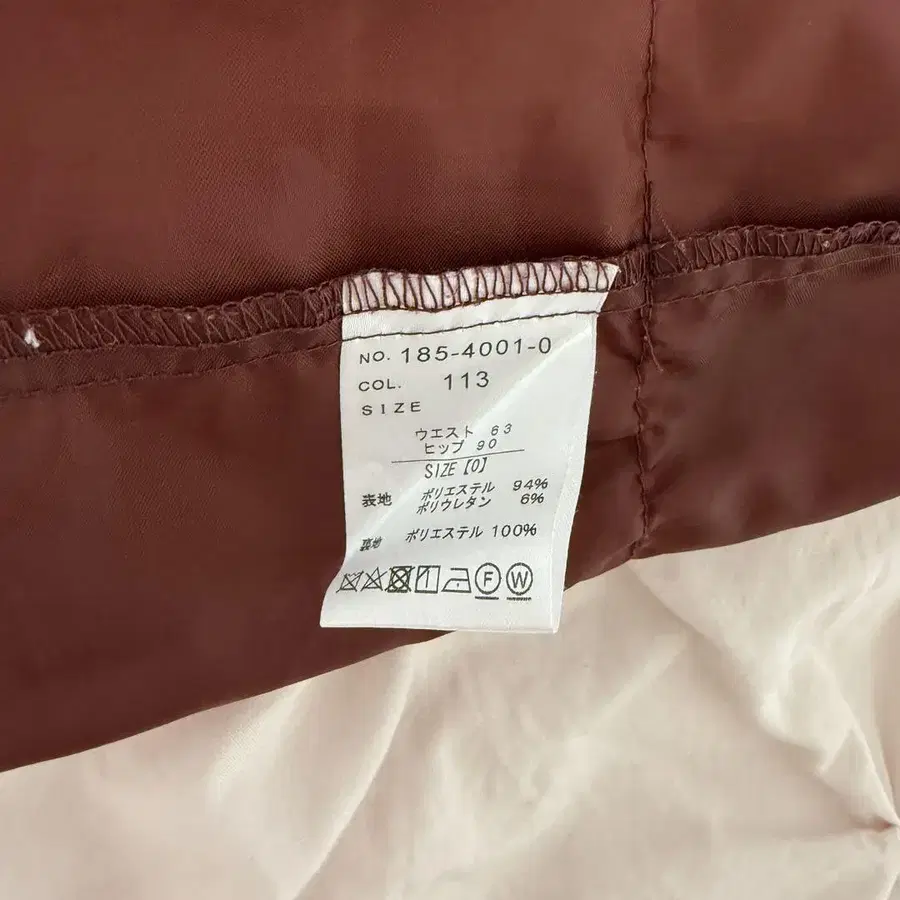 NO. 185-4001-0
COL. 113
SIZE
ウエスト 63
ヒップ 90
SIZE【0】
表地 ポリエステル 94%
ポリウレタン 6%
裏地 ポリエステル 100%
F W